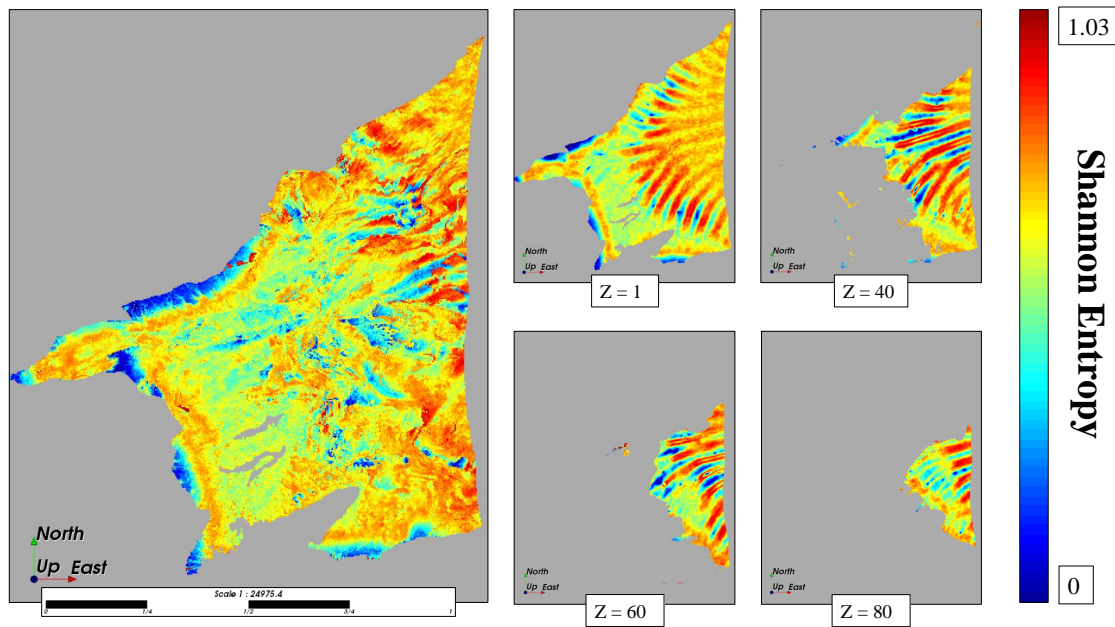 North
Up East
Scale 1 : 24975.4
0 1/4 1/2 3/4 1
North
Up East
Z = 1
North
Up East
Z = 40
North
Up East
Z = 60
North
Up East
Z = 80
1.03
Shannon Entropy
0